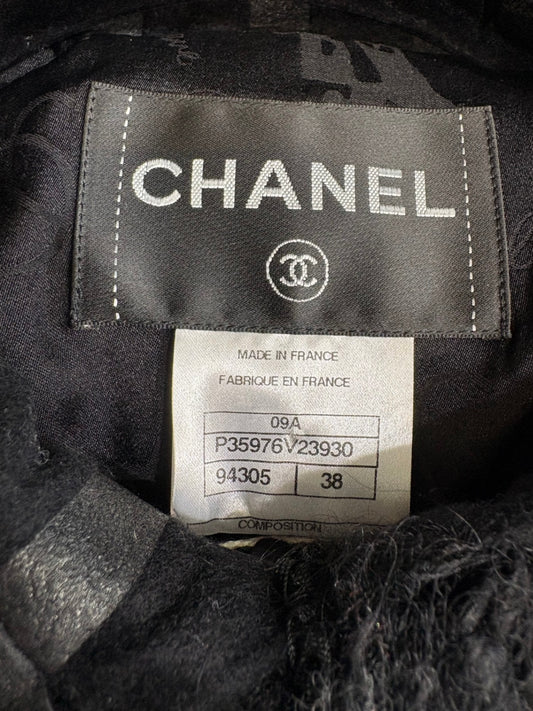 CHANEL
MADE IN FRANCE
FABRIQUE EN FRANCE
09A
P35976V23930
94305 38
COMPOSITION